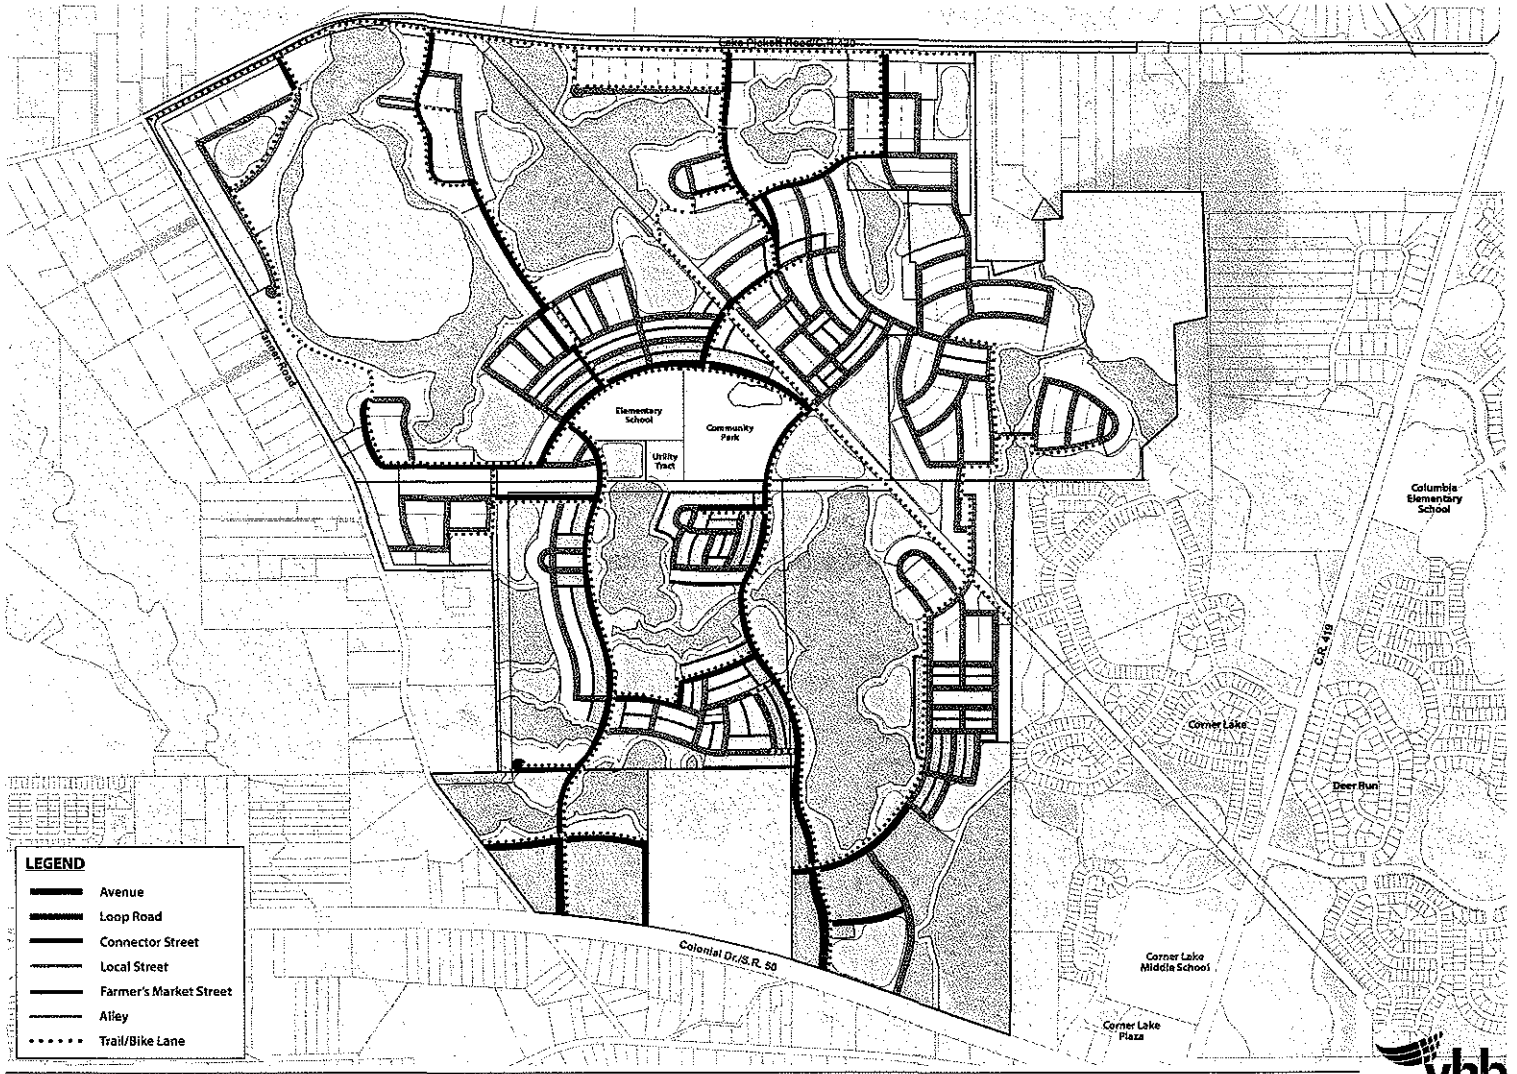 Lake Pickett Road/C.R. 420
Tanner Road
Elementary
School
Community
Park
Utility
Tract
Columbia
Elementary
School
C.R. 419
Corner Lake
Deer Run
LEGEND
Avenue
Loop Road
Connector Street
Local Street
Farmer's Market Street
Alley
Trail/Bike Lane
Colonial Dr./S.R. 50
Corner Lake
Middle School
Corner Lake
Plaza
vhb